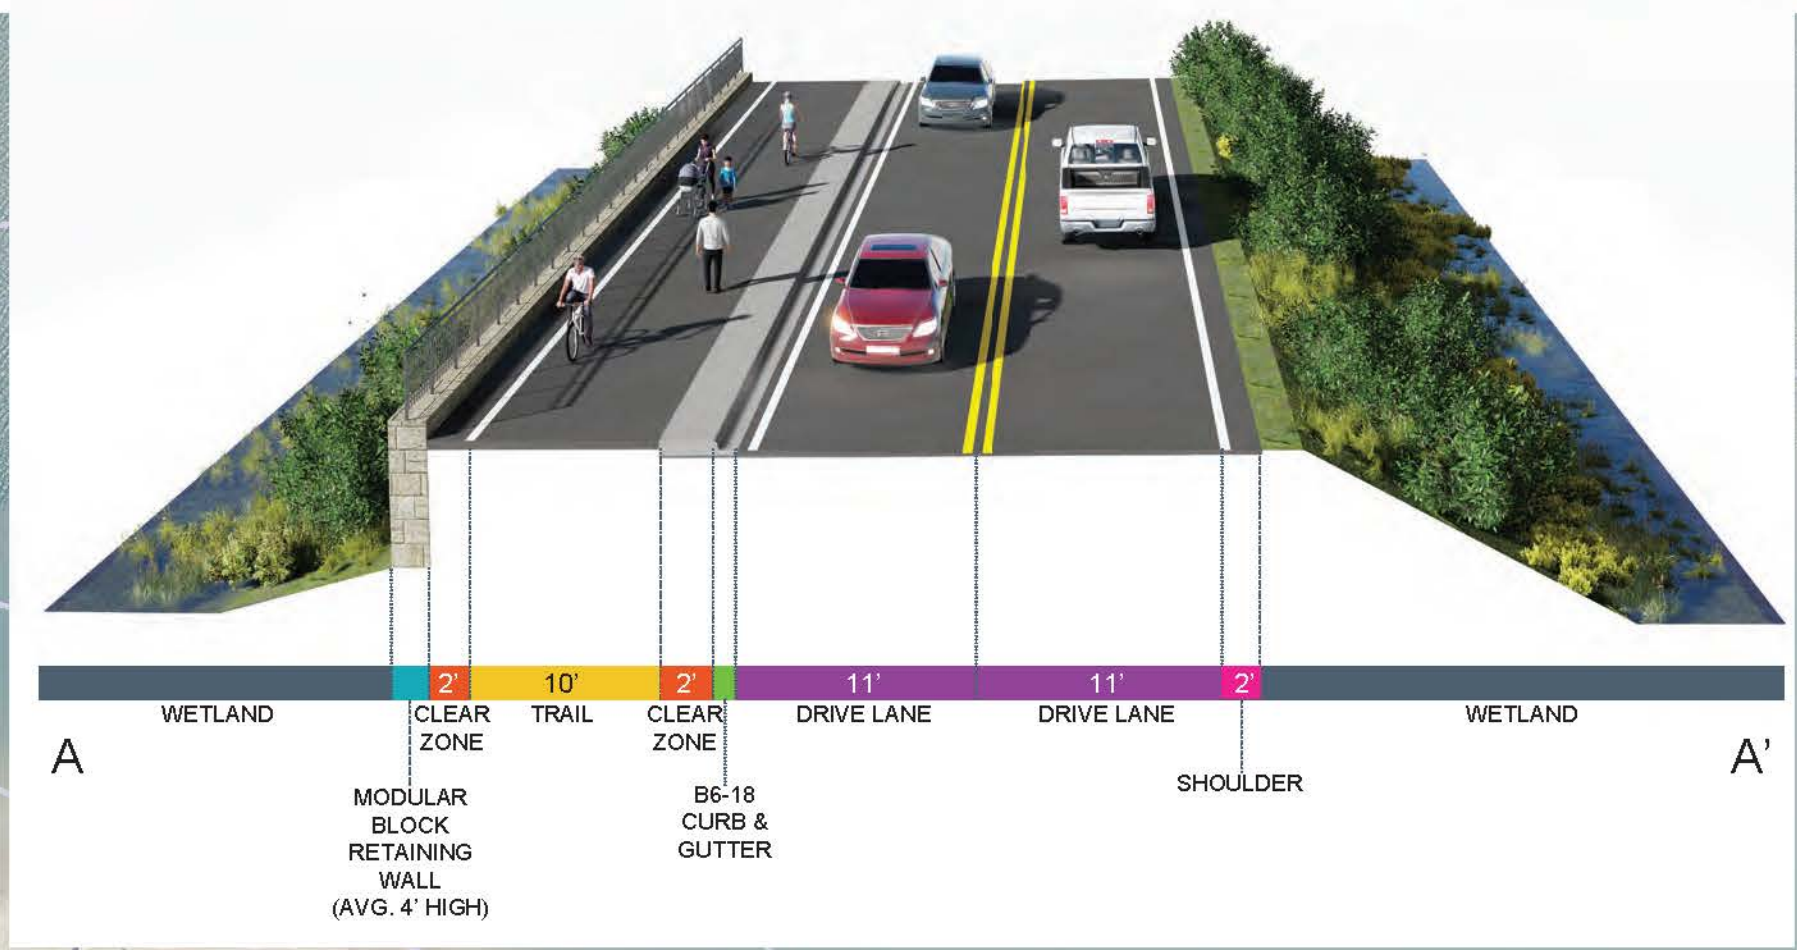 2’
10’
2’
11’
11’
2’
WETLAND
CLEAR
ZONE
TRAIL
CLEAR
ZONE
DRIVE LANE
DRIVE LANE
WETLAND
A
A’
SHOULDER
MODULAR
BLOCK
RETAINING
WALL
(AVG. 4’ HIGH)
B6-18
CURB &
GUTTER